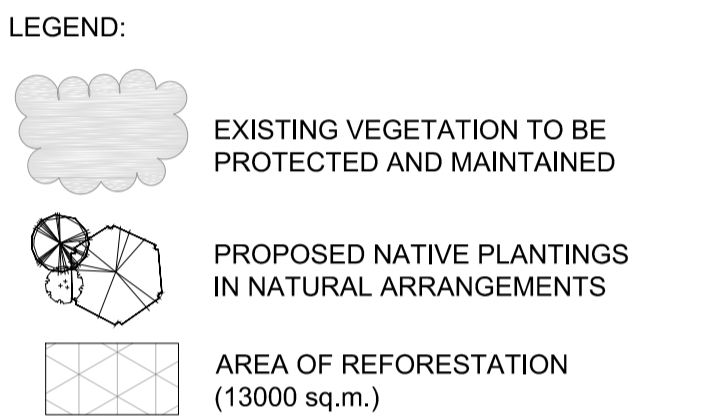 LEGEND:
EXISTING VEGETATION TO BE
PROTECTED AND MAINTAINED
PROPOSED NATIVE PLANTINGS
IN NATURAL ARRANGEMENTS
AREA OF REFORESTATION
(13000 sq.m.)